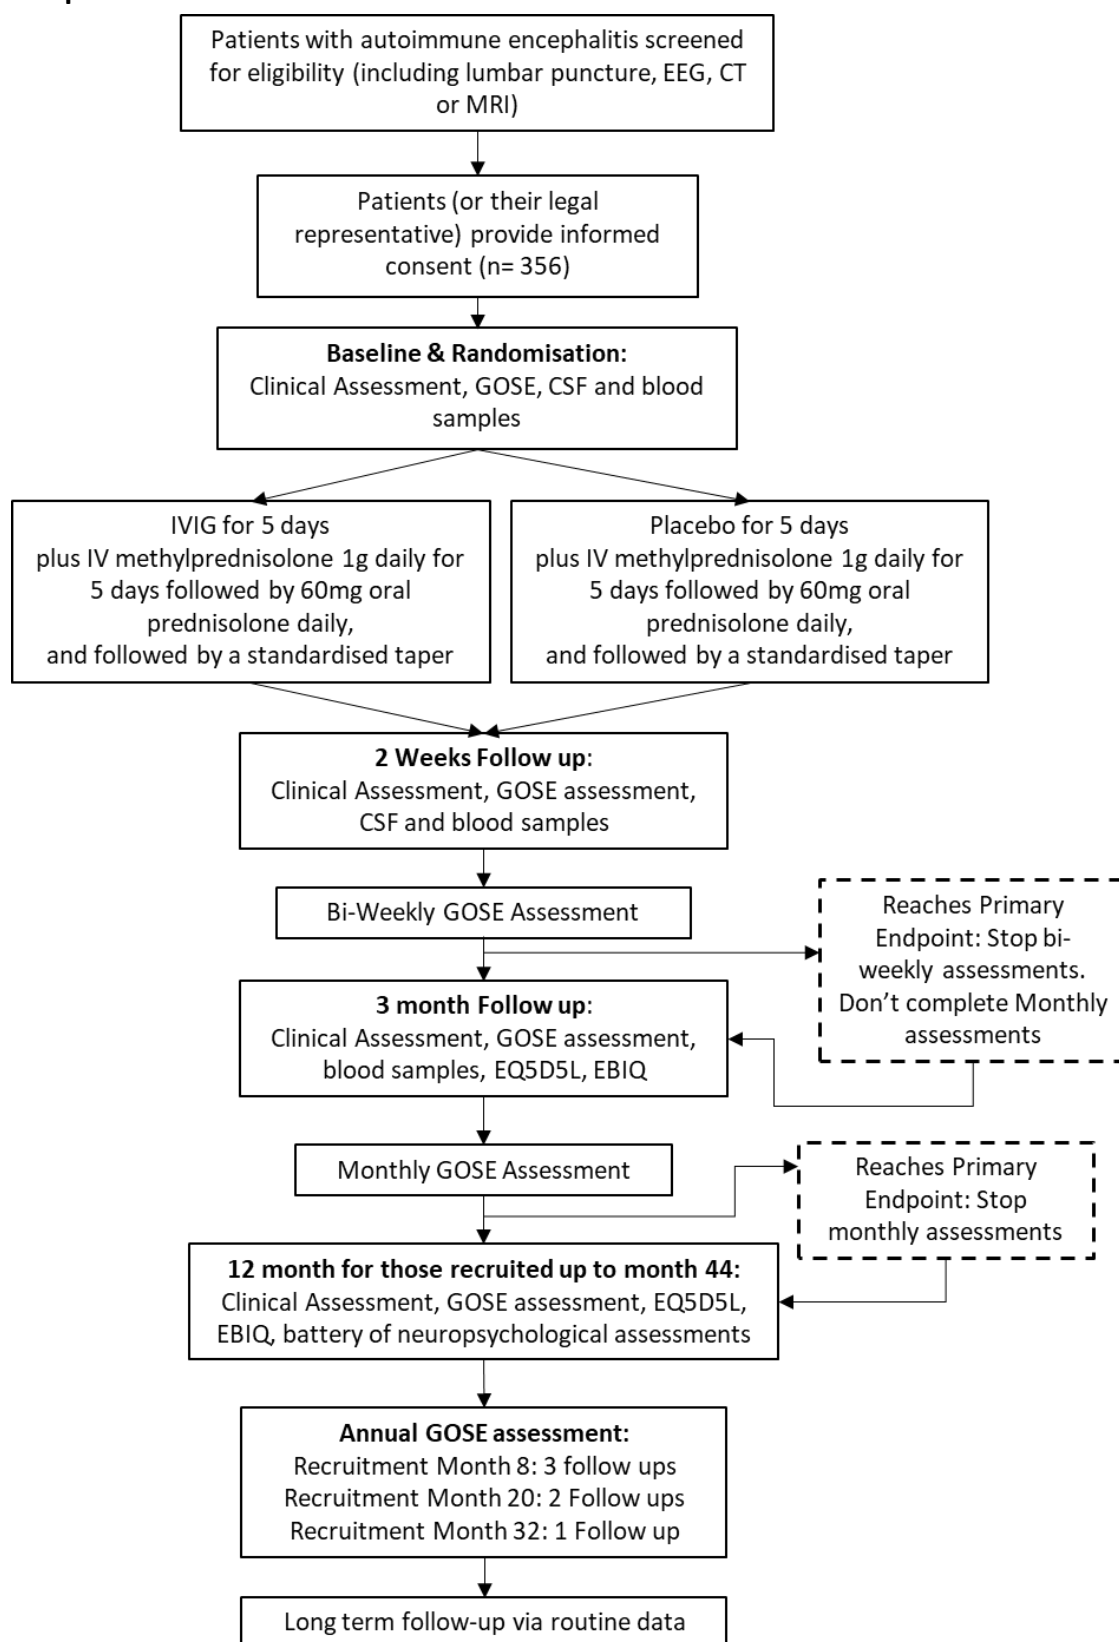 Patients with autoimmune encephalitis screened
for eligibility (including lumbar puncture, EEG, CT
or MRI)
Patients (or their legal
representative) provide informed
consent (n= 356)
Baseline & Randomisation:
Clinical Assessment, GOSE, CSF and blood
samples
IVIG for 5 days
plus IV methylprednisolone 1g daily for
5 days followed by 60mg oral
prednisolone daily,
and followed by a standardised taper
Placebo for 5 days
plus IV methylprednisolone 1g daily for
5 days followed by 60mg oral
prednisolone daily,
and followed by a standardised taper
2 Weeks Follow up:
Clinical Assessment, GOSE assessment,
CSF and blood samples
Bi-Weekly GOSE Assessment
Reaches Primary
Endpoint: Stop bi-
weekly assessments.
Don't complete Monthly
assessments
3 month Follow up:
Clinical Assessment, GOSE assessment,
blood samples, EQ5D5L, EBIQ
Monthly GOSE Assessment
Reaches Primary
Endpoint: Stop
monthly assessments
12 month for those recruited up to month 44:
Clinical Assessment, GOSE assessment, EQ5D5L,
EBIQ, battery of neuropsychological assessments
Annual GOSE assessment:
Recruitment Month 8: 3 follow ups
Recruitment Month 20: 2 Follow ups
Recruitment Month 32: 1 Follow up
Long term follow-up via routine data